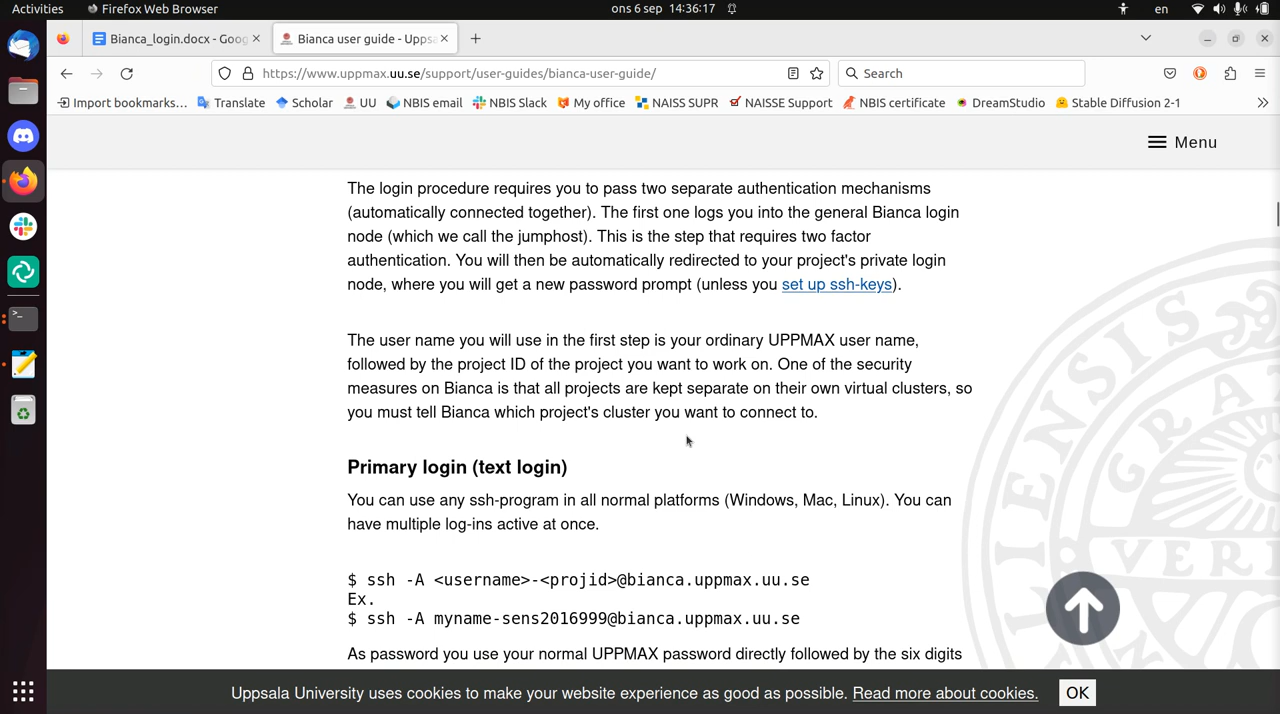 Activities
Firefox Web Browser
ons 6 sep 14:36:17
en
Bianca_login.docx - Goog
Bianca user guide - Upps
https://www.uppmax.uu.se/support/user-guides/bianca-user-guide/
Search
Import bookmarks...
Translate
Scholar
UU
NBIS email
NBIS Slack
My office
NAISS SUPR
NAISSE Support
NBIS certificate
DreamStudio
Stable Diffusion 2-1
Menu
The login procedure requires you to pass two separate authentication mechanisms
(automatically connected together). The first one logs you into the general Bianca login
node (which we call the jumphost). This is the step that requires two factor
authentication. You will then be automatically redirected to your project's private login
node, where you will get a new password prompt (unless you set up ssh-keys).
The user name you will use in the first step is your ordinary UPPMAX user name,
followed by the project ID of the project you want to work on. One of the security
measures on Bianca is that all projects are kept separate on their own virtual clusters, so
you must tell Bianca which project's cluster you want to connect to.
Primary login (text login)
You can use any ssh-program in all normal platforms (Windows, Mac, Linux). You can
have multiple log-ins active at once.
$ ssh -A <username>-<projid>@bianca.uppmax.uu.se
Ex.
$ ssh -A myname-sens2016999@bianca.uppmax.uu.se
As password you use your normal UPPMAX password directly followed by the six digits
Uppsala University uses cookies to make your website experience as good as possible. Read more about cookies.
OK